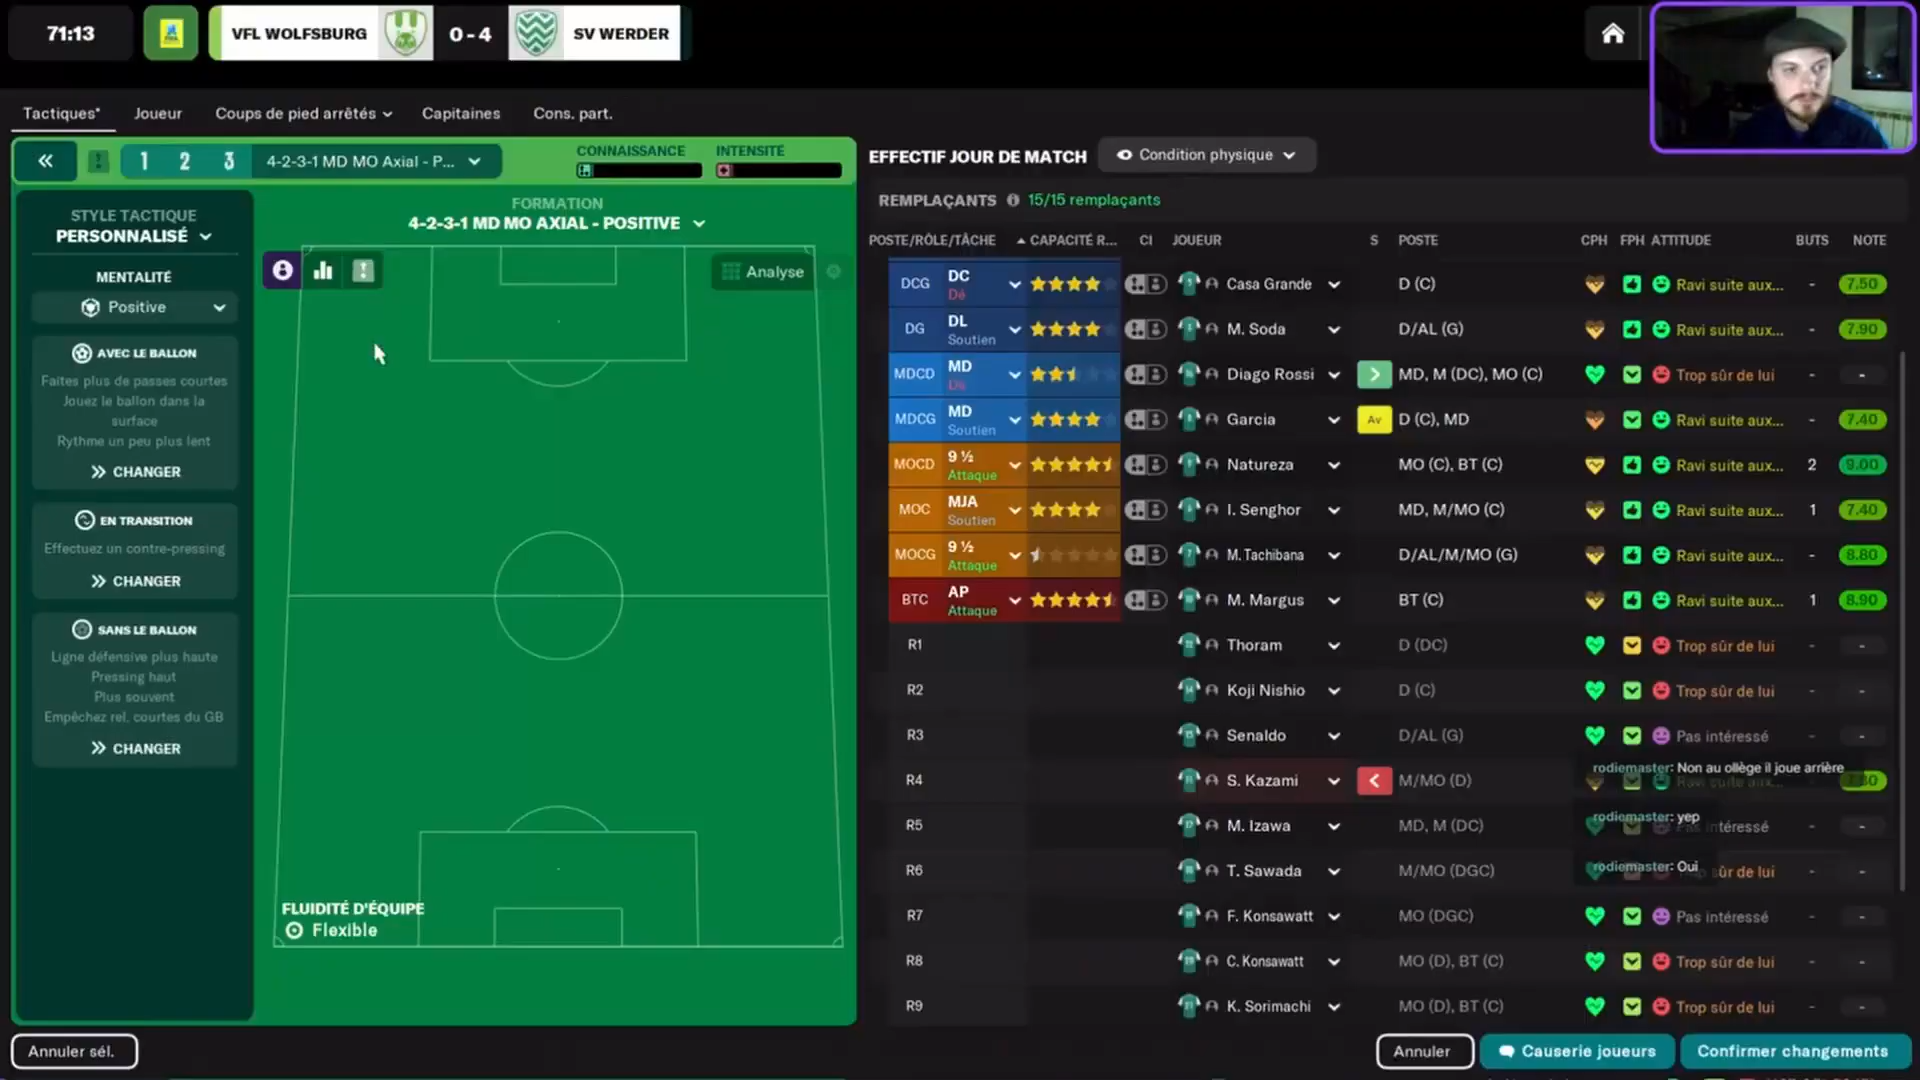 71:13
VFL WOLFSBURG
0 - 4
SV WERDER
Tactiques*
Joueur
Coups de pied arrêtés
Capitaines
Cons. part.
1 2 3
4-2-3-1 MD MO Axial - P...
CONNAISSANCE
INTENSITÉ
STYLE TACTIQUE
PERSONNALISÉ
MENTALITÉ
Positive
AVEC LE BALLON
Faites plus de passes courtes
Jouez le ballon dans la
surface
Rythme un peu plus lent
CHANGER
EN TRANSITION
Effectuez un contre-pressing
CHANGER
SANS LE BALLON
Ligne défensive plus haute
Pressing haut
Plus souvent
Empêchez rel. courtes du GB
CHANGER
FORMATION
4-2-3-1 MD MO AXIAL - POSITIVE
Analyse
FLUIDITÉ D'ÉQUIPE
Flexible
EFFECTIF JOUR DE MATCH
Condition physique
REMPLAÇANTS 15/15 remplaçants
POSTE/RÔLE/TÂCHE CAPACITÉ R... CI JOUEUR S POSTE CPH FPH ATTITUDE BUTS NOTE
DCG DC Dé Casa Grande D (C) Ravi suite aux... - 7.50
DG DL Soutien M. Soda D/AL (G) Ravi suite aux... - 7.90
MDCD MD Dé Diago Rossi MD, M (DC), MO (C) Trop sûr de lui - -
MDCG MD Soutien Garcia Av D (C), MD Ravi suite aux... - 7.40
MOCD 9 ½ Attaque Natureza MO (C), BT (C) Ravi suite aux... 2 9.00
MOC MJA Soutien I. Senghor MD, M/MO (C) Ravi suite aux... 1 7.40
MOCG 9 ½ Attaque M. Tachibana D/AL/M/MO (G) Ravi suite aux... - 8.80
BTC AP Attaque M. Margus BT (C) Ravi suite aux... 1 8.90
R1 Thoram D (DC) Trop sûr de lui - -
R2 Koji Nishio D (C) Trop sûr de lui - -
R3 Senaldo D/AL (G) Pas intéressé - -
rodiemaster: Non au ollège il joue arrière
R4 S. Kazami M/MO (D) Ravi suite aux...
rodiemaster: yep
R5 M. Izawa MD, M (DC) Pas intéressé - -
rodiemaster: Oui
R6 T. Sawada M/MO (DGC) sûr de lui - -
R7 F. Konsawatt MO (DGC) Pas intéressé - -
R8 C. Konsawatt MO (D), BT (C) Trop sûr de lui - -
R9 K. Sorimachi MO (D), BT (C) Trop sûr de lui - -
Annuler sél.
Annuler
Causerie joueurs
Confirmer changements